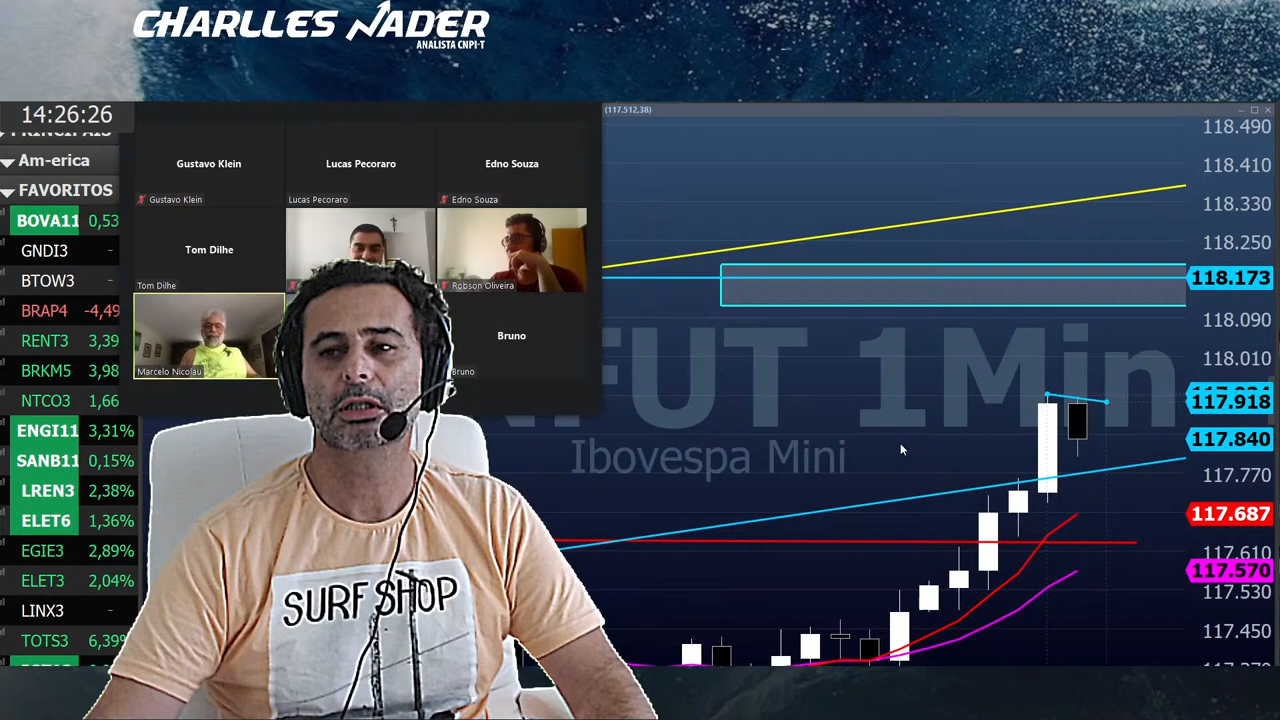 CHARLLES NADER
ANALISTA CNPI-T
14:26:26
(117.512,38)
PRINCIPAIS
Am-erica
FAVORITOS
BOVA11 0,53
GNDI3 -
BTOW3 -
BRAP4 -4,49
RENT3 3,39
BRKM5 3,98
NTCO3 1,66
ENGI11 3,31%
SANB11 0,15%
LREN3 2,38%
ELET6 1,36%
EGIE3 2,89%
ELET3 2,04%
LINX3 -
TOTS3 6,39%
Gustavo Klein
Lucas Pecoraro
Edno Souza
Gustavo Klein
Lucas Pecoraro
Edno Souza
Tom Dilhe
Tom Dilhe
Robson Oliveira
Bruno
Marcelo Nicolau
Bruno
FUT 1Min
Ibovespa Mini
118.490
118.410
118.330
118.250
118.173
118.090
118.010
117.918
117.840
117.770
117.687
117.610
117.570
117.530
117.450
SURF SHOP